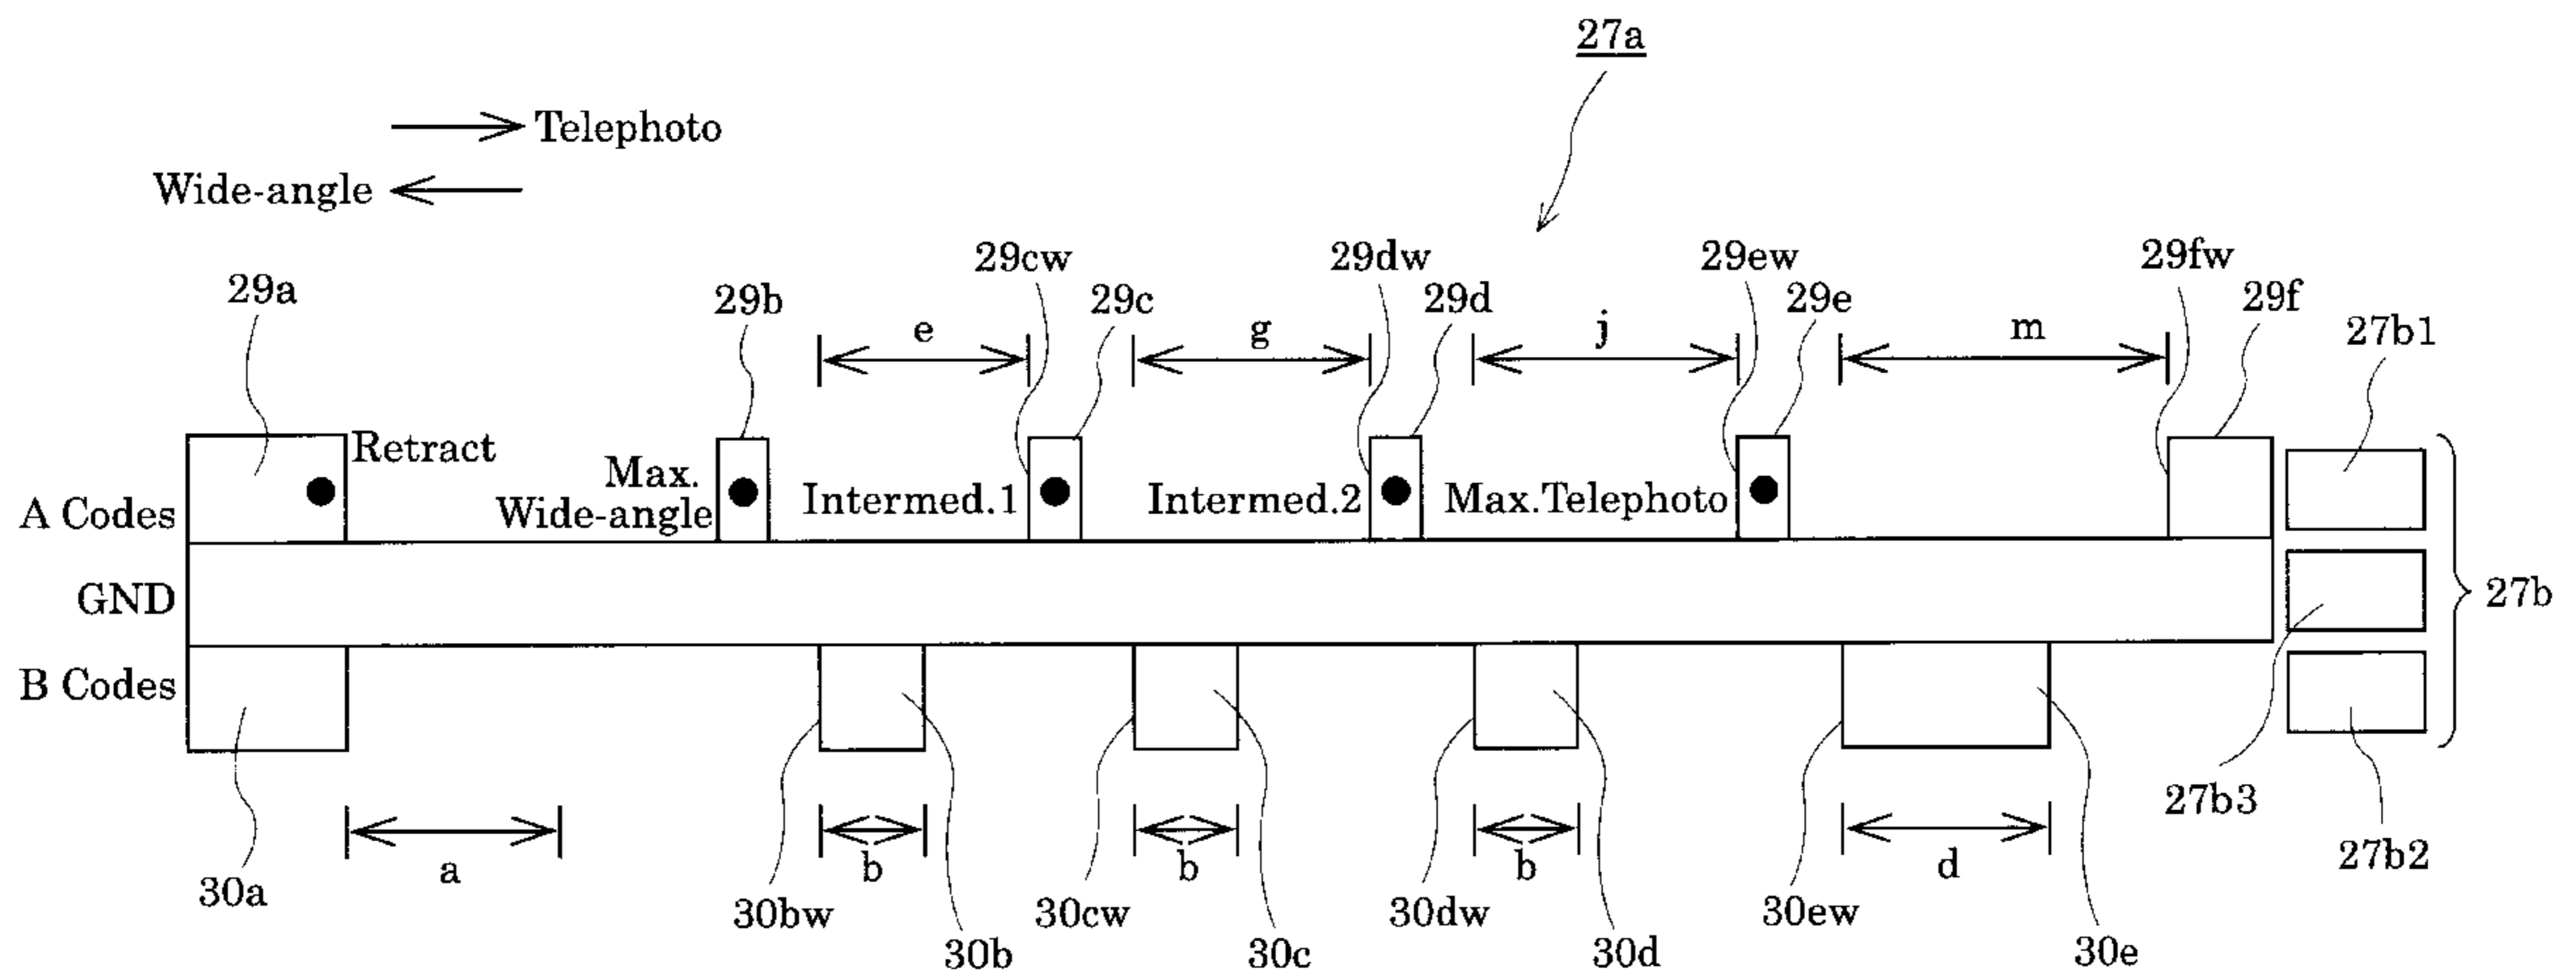 27a
Telephoto
Wide-angle
29cw
29dw
29ew
29fw
29a
29b
29c
29d
29e
29f
27b1
e
g
j
m
Retract
Max.
Wide-angle
Intermed.1
Intermed.2
Max.Telephoto
A Codes
GND
27b
B Codes
27b3
27b2
a
b
b
b
d
30a
30bw
30cw
30dw
30ew
30b
30c
30d
30e